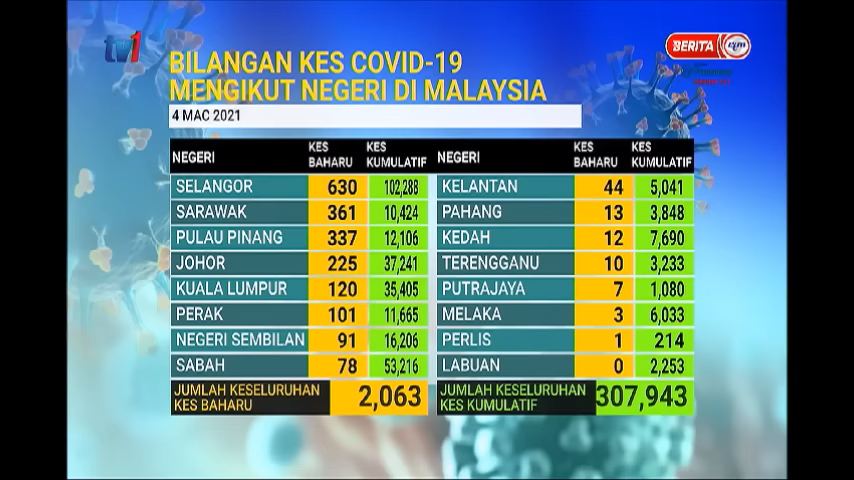 tv1
BERITA rtm
BILANGAN KES COVID-19
MENGIKUT NEGERI DI MALAYSIA
4 MAC 2021
NEGERI KES BAHARU KES KUMULATIF NEGERI KES BAHARU KES KUMULATIF
SELANGOR 630 102,288 KELANTAN 44 5,041
SARAWAK 361 10,424 PAHANG 13 3,848
PULAU PINANG 337 12,106 KEDAH 12 7,690
JOHOR 225 37,241 TERENGGANU 10 3,233
KUALA LUMPUR 120 35,405 PUTRAJAYA 7 1,080
PERAK 101 11,665 MELAKA 3 6,033
NEGERI SEMBILAN 91 16,206 PERLIS 1 214
SABAH 78 53,216 LABUAN 0 2,253
JUMLAH KESELURUHAN KES BAHARU 2,063 JUMLAH KESELURUHAN KES KUMULATIF 307,943